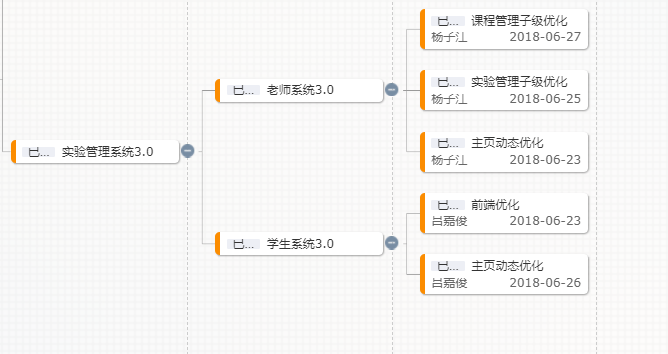 已... 课程管理子级优化
杨子江 2018-06-27
已... 老师系统3.0
已... 实验管理子级优化
杨子江 2018-06-25
已... 主页动态优化
杨子江 2018-06-23
已... 实验管理系统3.0
已... 前端优化
吕嘉俊 2018-06-23
已... 学生系统3.0
已... 主页动态优化
吕嘉俊 2018-06-26